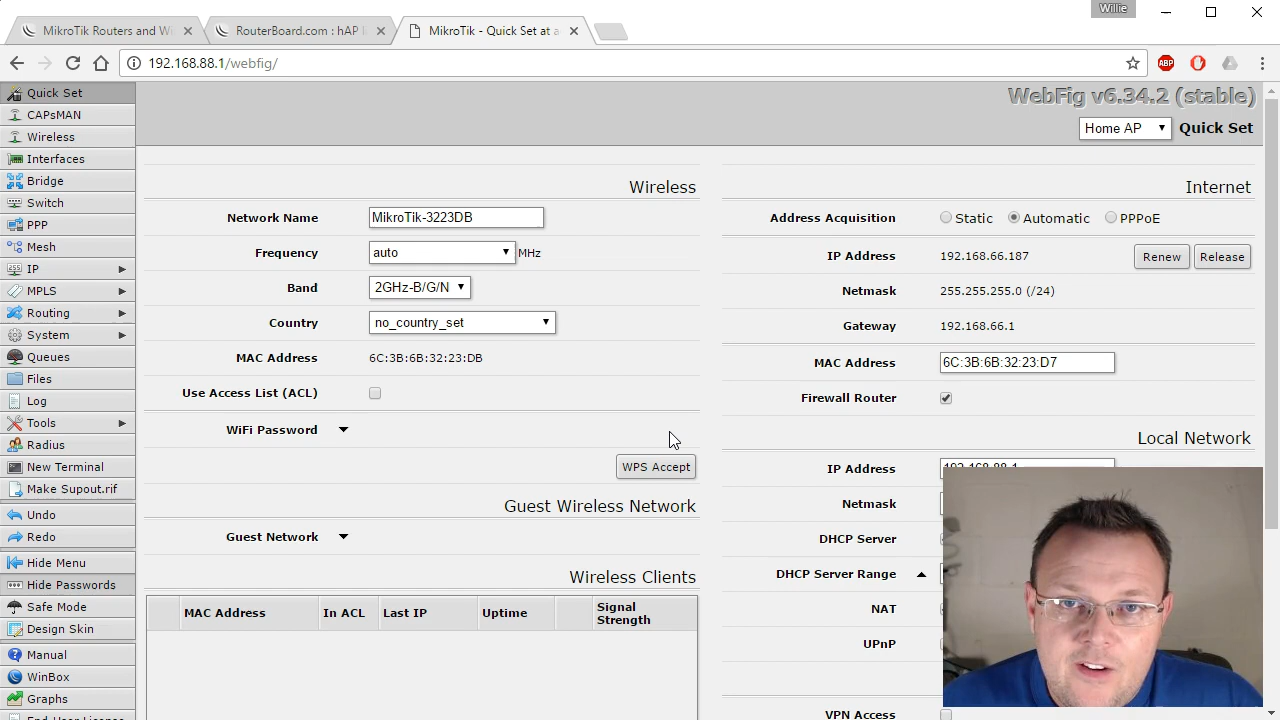 Willie
MikroTik Routers and W
RouterBoard.com : hAP
MikroTik - Quick Set at a
192.168.88.1/webfig/
ABP
Quick Set
CAPsMAN
Wireless
Interfaces
Bridge
Switch
PPP
Mesh
IP
MPLS
Routing
System
Queues
Files
Log
Tools
Radius
New Terminal
Make Supout.rif
Undo
Redo
Hide Menu
Hide Passwords
Safe Mode
Design Skin
Manual
WinBox
Graphs
End-User License
WebFig v6.34.2 (stable)
Home AP Quick Set
Wireless
Network Name MikroTik-3223DB
Frequency auto MHz
Band 2GHz-B/G/N
Country no_country_set
MAC Address 6C:3B:6B:32:23:DB
Use Access List (ACL)
WiFi Password
WPS Accept
Guest Wireless Network
Guest Network
Wireless Clients
MAC Address In ACL Last IP Uptime Signal
Strength
Internet
Address Acquisition Static Automatic PPPoE
IP Address 192.168.66.187 Renew Release
Netmask 255.255.255.0 (/24)
Gateway 192.168.66.1
MAC Address 6C:3B:6B:32:23:D7
Firewall Router
Local Network
IP Address 192.168.88.1
Netmask
DHCP Server
DHCP Server Range
NAT
UPnP
VPN Access